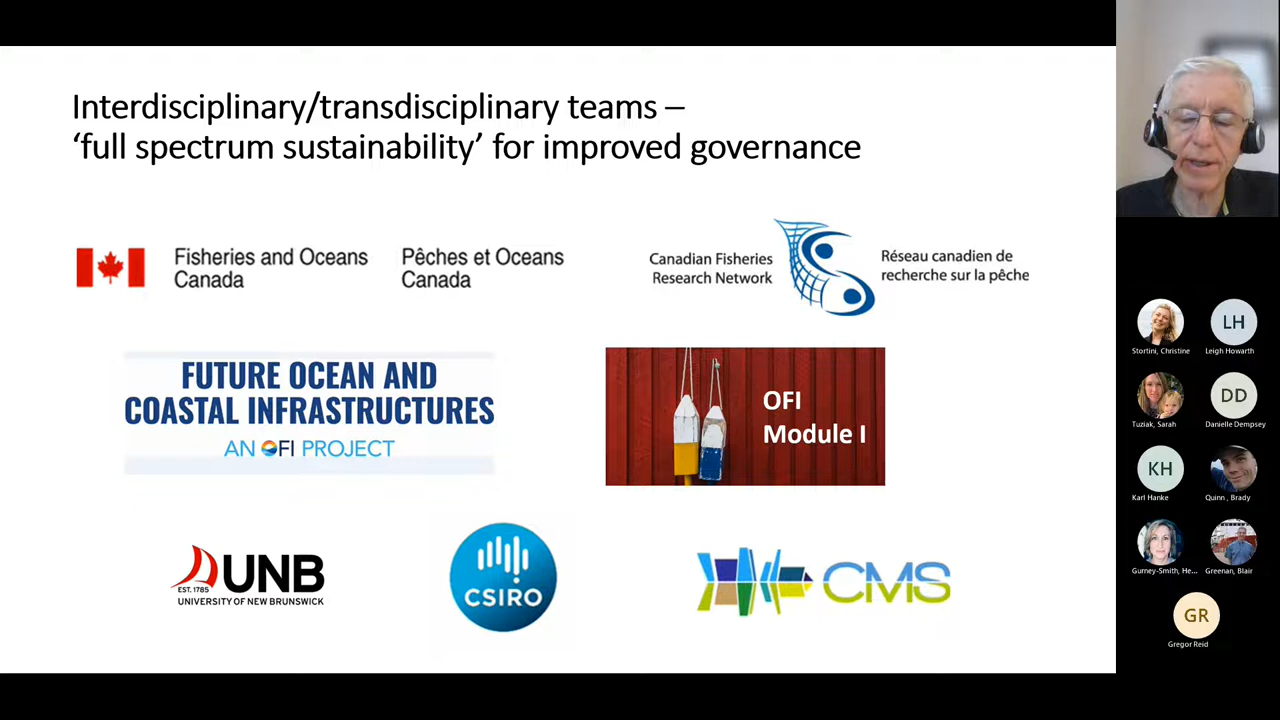 Interdisciplinary/transdisciplinary teams –
‘full spectrum sustainability’ for improved governance
Fisheries and Oceans
Canada
Pêches et Oceans
Canada
Canadian Fisheries
Research Network
Réseau canadien de
recherche sur la pêche
FUTURE OCEAN AND
COASTAL INFRASTRUCTURES
AN OFI PROJECT
OFI
Module I
EST. 1785
UNB
UNIVERSITY OF NEW BRUNSWICK
CSIRO
CMS
Stortini, Christine
LH
Leigh Howarth
Tuziak, Sarah
DD
Danielle Dempsey
KH
Karl Hanke
Quinn , Brady
Gurney-Smith, He...
Greenan, Blair
GR
Gregor Reid